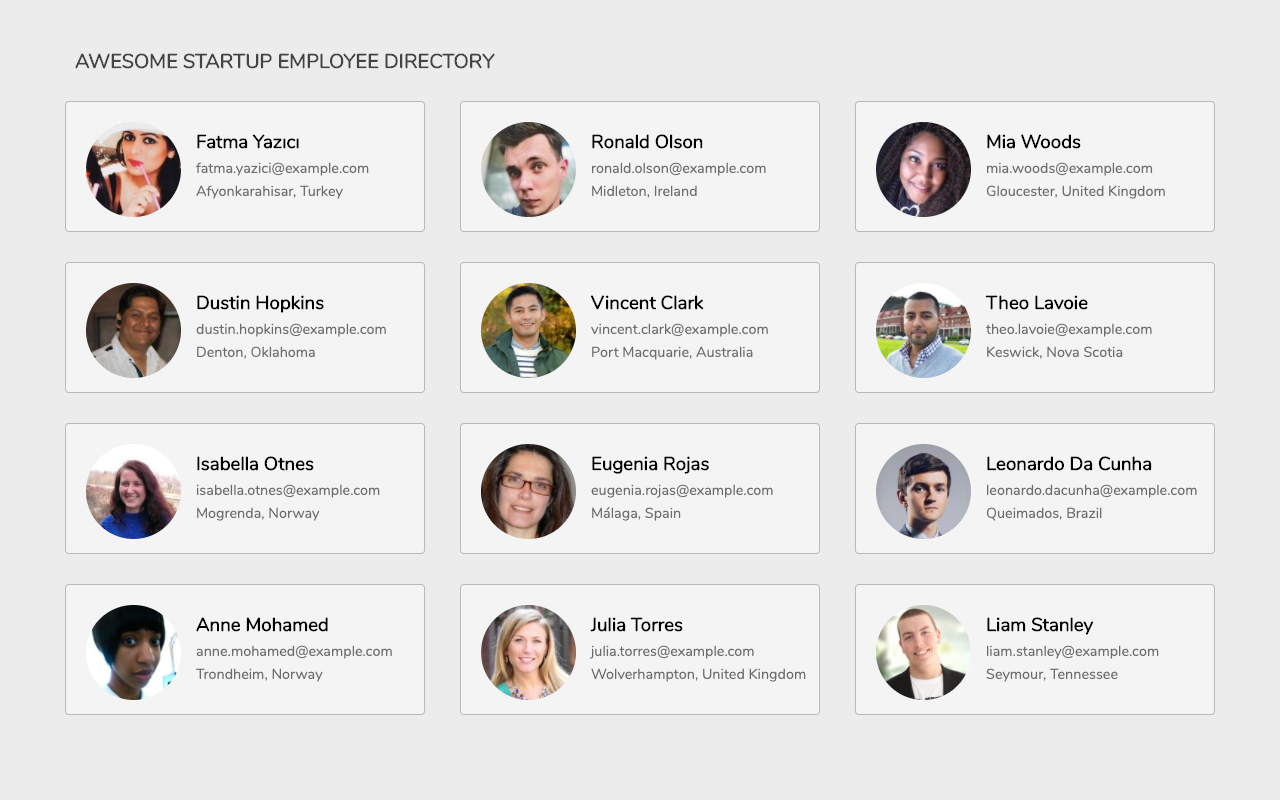 AWESOME STARTUP EMPLOYEE DIRECTORY
Fatma Yazıcı
fatma.yazici@example.com
Afyonkarahisar, Turkey
Ronald Olson
ronald.olson@example.com
Midleton, Ireland
Mia Woods
mia.woods@example.com
Gloucester, United Kingdom
Dustin Hopkins
dustin.hopkins@example.com
Denton, Oklahoma
Vincent Clark
vincent.clark@example.com
Port Macquarie, Australia
Theo Lavoie
theo.lavoie@example.com
Keswick, Nova Scotia
Isabella Otnes
isabella.otnes@example.com
Mogrenda, Norway
Eugenia Rojas
eugenia.rojas@example.com
Málaga, Spain
Leonardo Da Cunha
leonardo.dacunha@example.com
Queimados, Brazil
Anne Mohamed
anne.mohamed@example.com
Trondheim, Norway
Julia Torres
julia.torres@example.com
Wolverhampton, United Kingdom
Liam Stanley
liam.stanley@example.com
Seymour, Tennessee